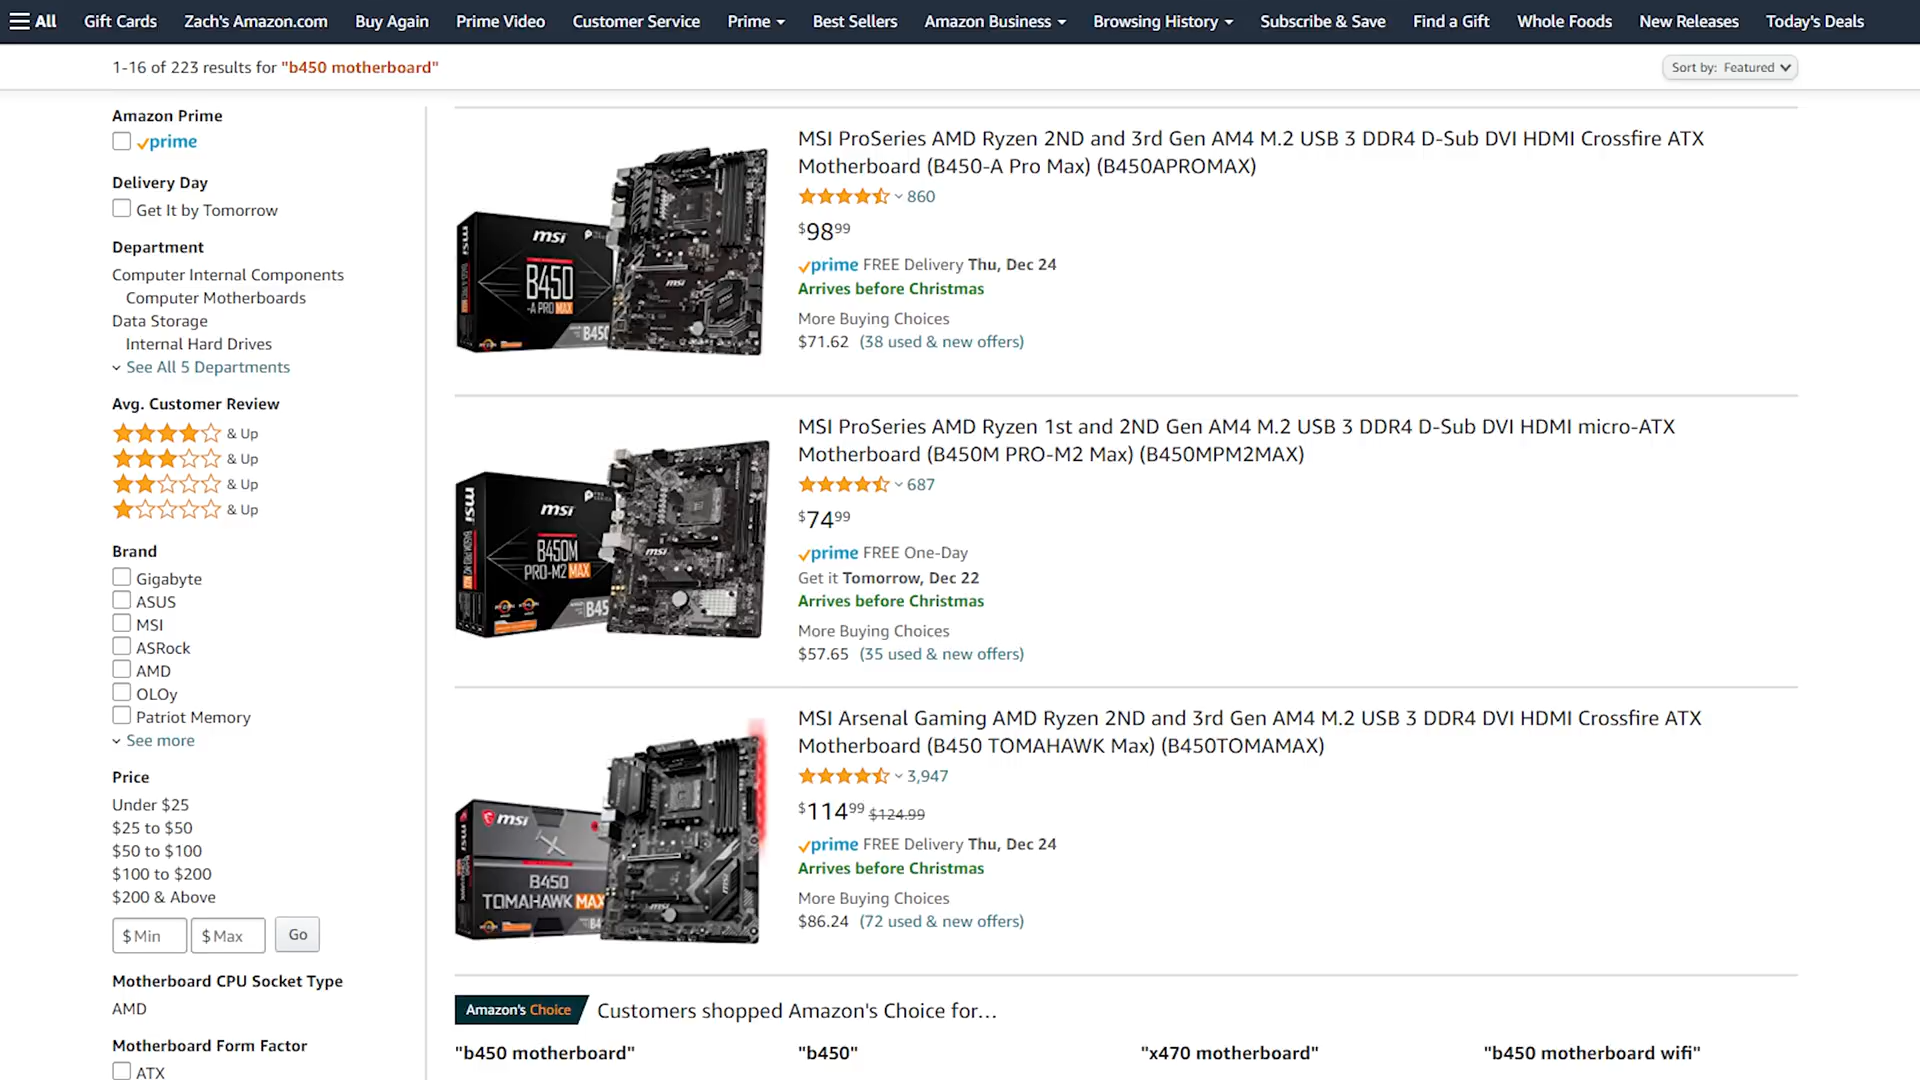 All Gift Cards Zach's Amazon.com Buy Again Prime Video Customer Service Prime Best Sellers Amazon Business Browsing History Subscribe & Save Find a Gift Whole Foods New Releases Today's Deals
1-16 of 223 results for "b450 motherboard"
Sort by: Featured
Amazon Prime
prime
Delivery Day
Get It by Tomorrow
Department
Computer Internal Components
Computer Motherboards
Data Storage
Internal Hard Drives
See All 5 Departments
Avg. Customer Review
& Up
& Up
& Up
& Up
Brand
Gigabyte
ASUS
MSI
ASRock
AMD
OLOy
Patriot Memory
See more
Price
Under $25
$25 to $50
$50 to $100
$100 to $200
$200 & Above
$ Min $ Max Go
Motherboard CPU Socket Type
AMD
Motherboard Form Factor
ATX
msi
B450
-A PRO MAX
B450
msi
MSI ProSeries AMD Ryzen 2ND and 3rd Gen AM4 M.2 USB 3 DDR4 D-Sub DVI HDMI Crossfire ATX
Motherboard (B450-A Pro Max) (B450APROMAX)
860
$98.99
prime FREE Delivery Thu, Dec 24
Arrives before Christmas
More Buying Choices
$71.62 (38 used & new offers)
msi
B450M
PRO-M2 MAX
B45
msi
MSI ProSeries AMD Ryzen 1st and 2ND Gen AM4 M.2 USB 3 DDR4 D-Sub DVI HDMI micro-ATX
Motherboard (B450M PRO-M2 Max) (B450MPM2MAX)
687
$74.99
prime FREE One-Day
Get it Tomorrow, Dec 22
Arrives before Christmas
More Buying Choices
$57.65 (35 used & new offers)
msi
B450
TOMAHAWK MAX
msi
MSI Arsenal Gaming AMD Ryzen 2ND and 3rd Gen AM4 M.2 USB 3 DDR4 DVI HDMI Crossfire ATX
Motherboard (B450 TOMAHAWK Max) (B450TOMAMAX)
3,947
$114.99 $124.99
prime FREE Delivery Thu, Dec 24
Arrives before Christmas
More Buying Choices
$86.24 (72 used & new offers)
Amazon's Choice Customers shopped Amazon's Choice for…
"b450 motherboard" "b450" "x470 motherboard" "b450 motherboard wifi"